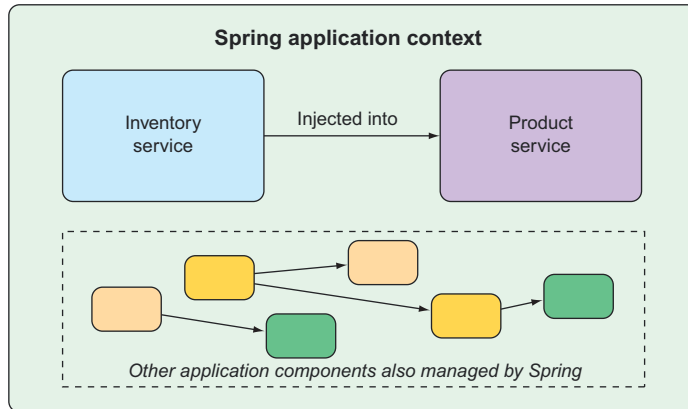 Spring application context
Inventory
service
Injected into
Product
service
Other application components also managed by Spring